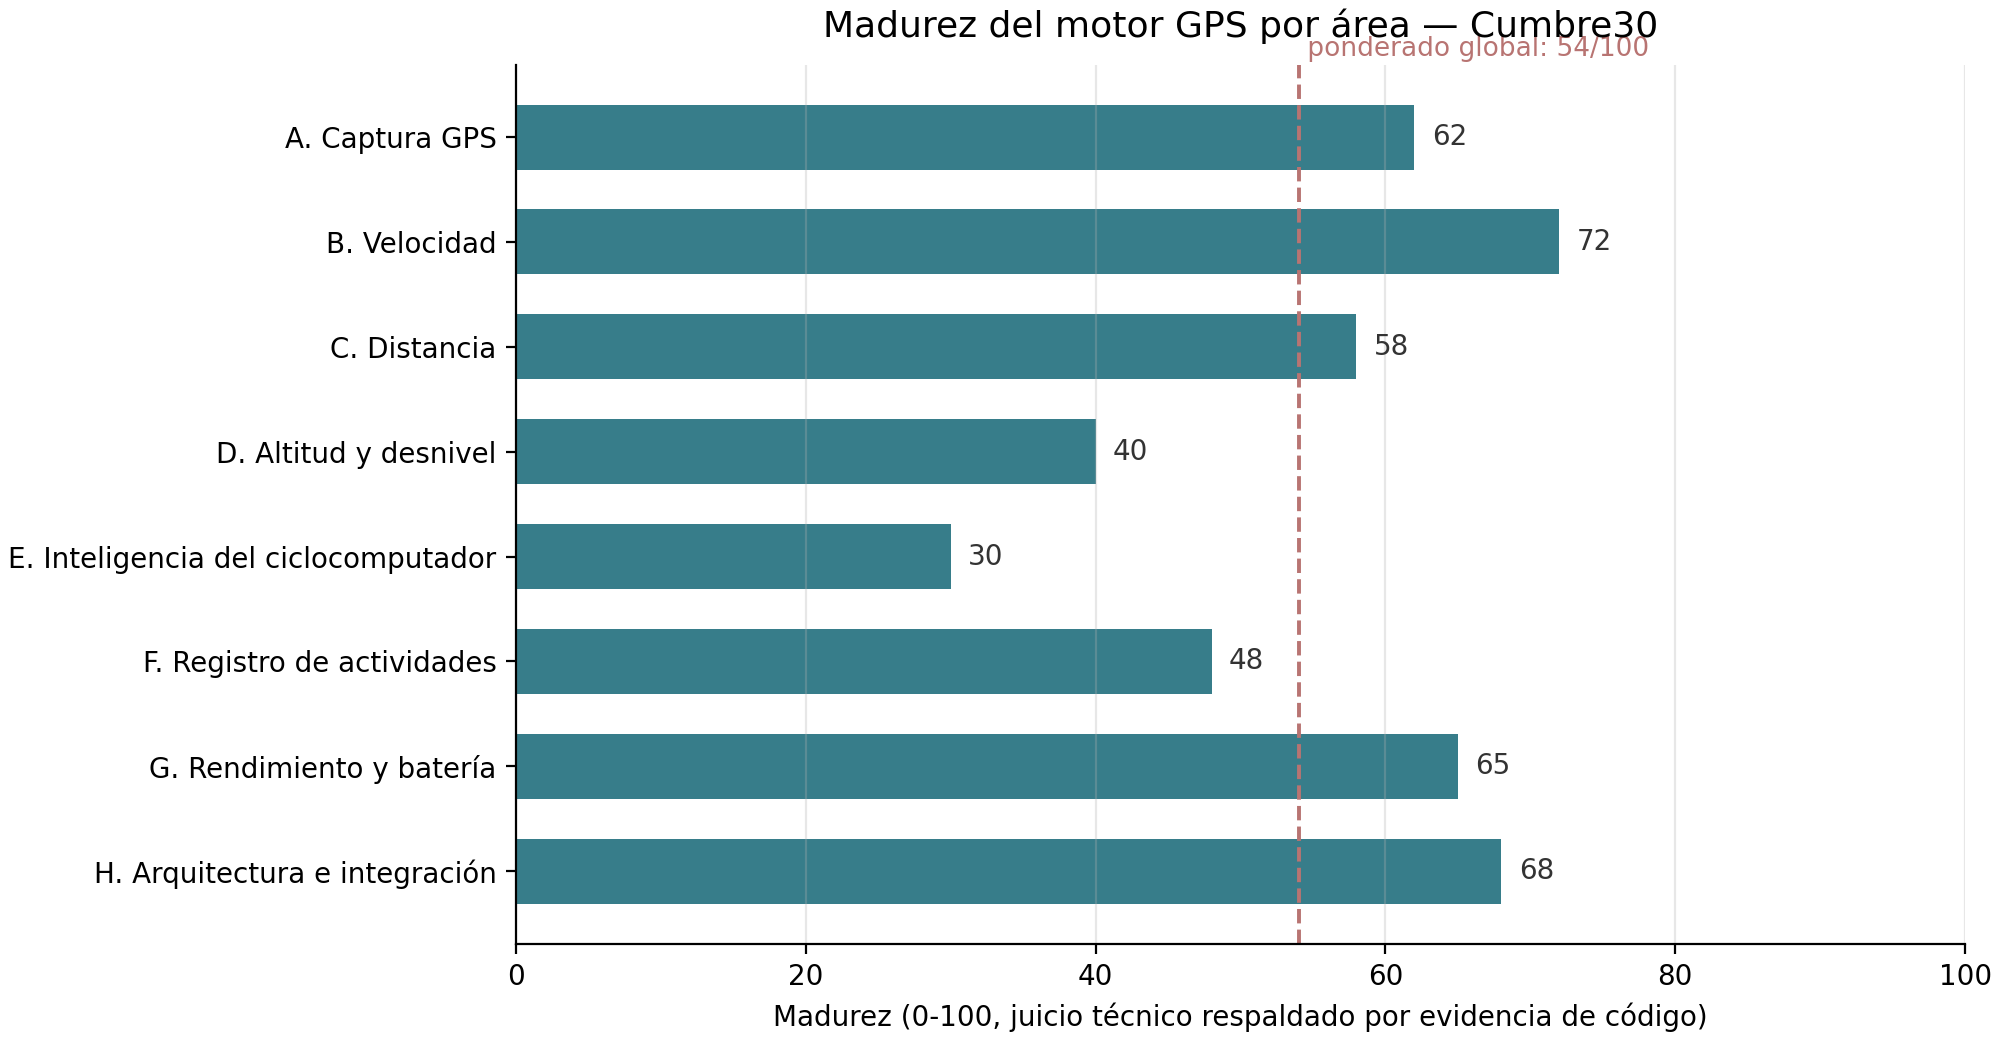 Madurez del motor GPS por área — Cumbre30
ponderado global: 54/100
A. Captura GPS
62
B. Velocidad
72
C. Distancia
58
D. Altitud y desnivel
40
E. Inteligencia del ciclocomputador
30
F. Registro de actividades
48
G. Rendimiento y batería
65
H. Arquitectura e integración
68
0 20 40 60 80 100
Madurez (0-100, juicio técnico respaldado por evidencia de código)